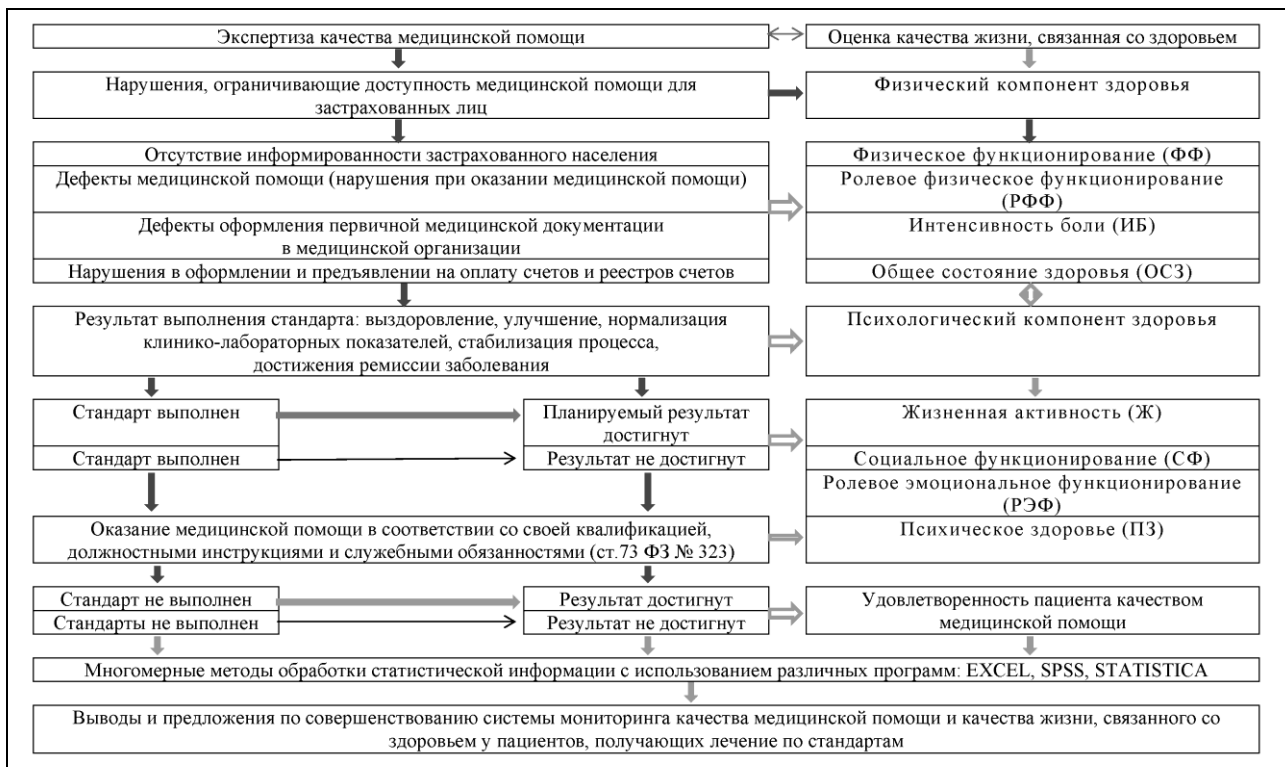 Экспертиза качества медицинской помощи
Оценка качества жизни, связанная со здоровьем
Нарушения, ограничивающие доступность медицинской помощи для
застрахованных лиц
Физический компонент здоровья
Отсутствие информированности застрахованного населения
Дефекты медицинской помощи (нарушения при оказании медицинской помощи)
Дефекты оформления первичной медицинской документации
в медицинской организации
Нарушения в оформлении и предъявлении на оплату счетов и реестров счетов
Физическое функционирование (ФФ)
Ролевое физическое функционирование
(РФФ)
Интенсивность боли (ИБ)
Общее состояние здоровья (ОСЗ)
Результат выполнения стандарта: выздоровление, улучшение, нормализация
клинико-лабораторных показателей, стабилизация процесса,
достижения ремиссии заболевания
Психологический компонент здоровья
Стандарт выполнен
Планируемый результат
достигнут
Стандарт выполнен
Результат не достигнут
Жизненная активность (Ж)
Социальное функционирование (СФ)
Ролевое эмоциональное функционирование
(РЭФ)
Психическое здоровье (ПЗ)
Оказание медицинской помощи в соответствии со своей квалификацией,
должностными инструкциями и служебными обязанностями (ст.73 ФЗ № 323)
Стандарт не выполнен
Результат достигнут
Стандарты не выполнен
Результат не достигнут
Удовлетворенность пациента качеством
медицинской помощи
Многомерные методы обработки статистической информации с использованием различных программ: EXCEL, SPSS, STATISTICA
Выводы и предложения по совершенствованию системы мониторинга качества медицинской помощи и качества жизни, связанного со
здоровьем у пациентов, получающих лечение по стандартам